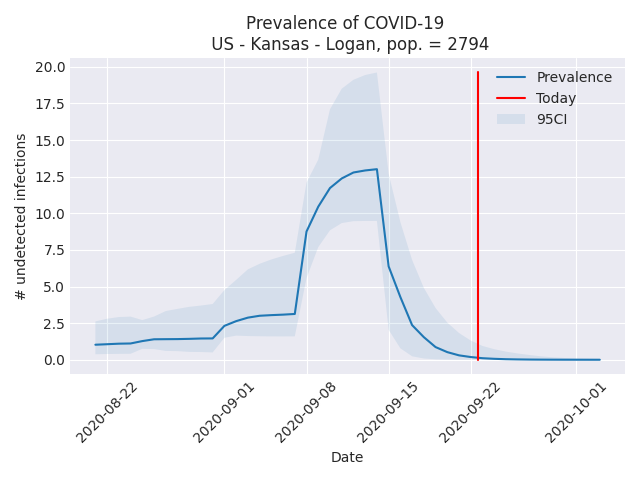 Prevalence of COVID-19
US - Kansas - Logan, pop. = 2794
20.0
17.5
15.0
12.5
10.0
7.5
5.0
2.5
0.0
# undetected infections
Prevalence
Today
95CI
2020-08-22
2020-09-01
2020-09-08
2020-09-15
2020-09-22
2020-10-01
Date